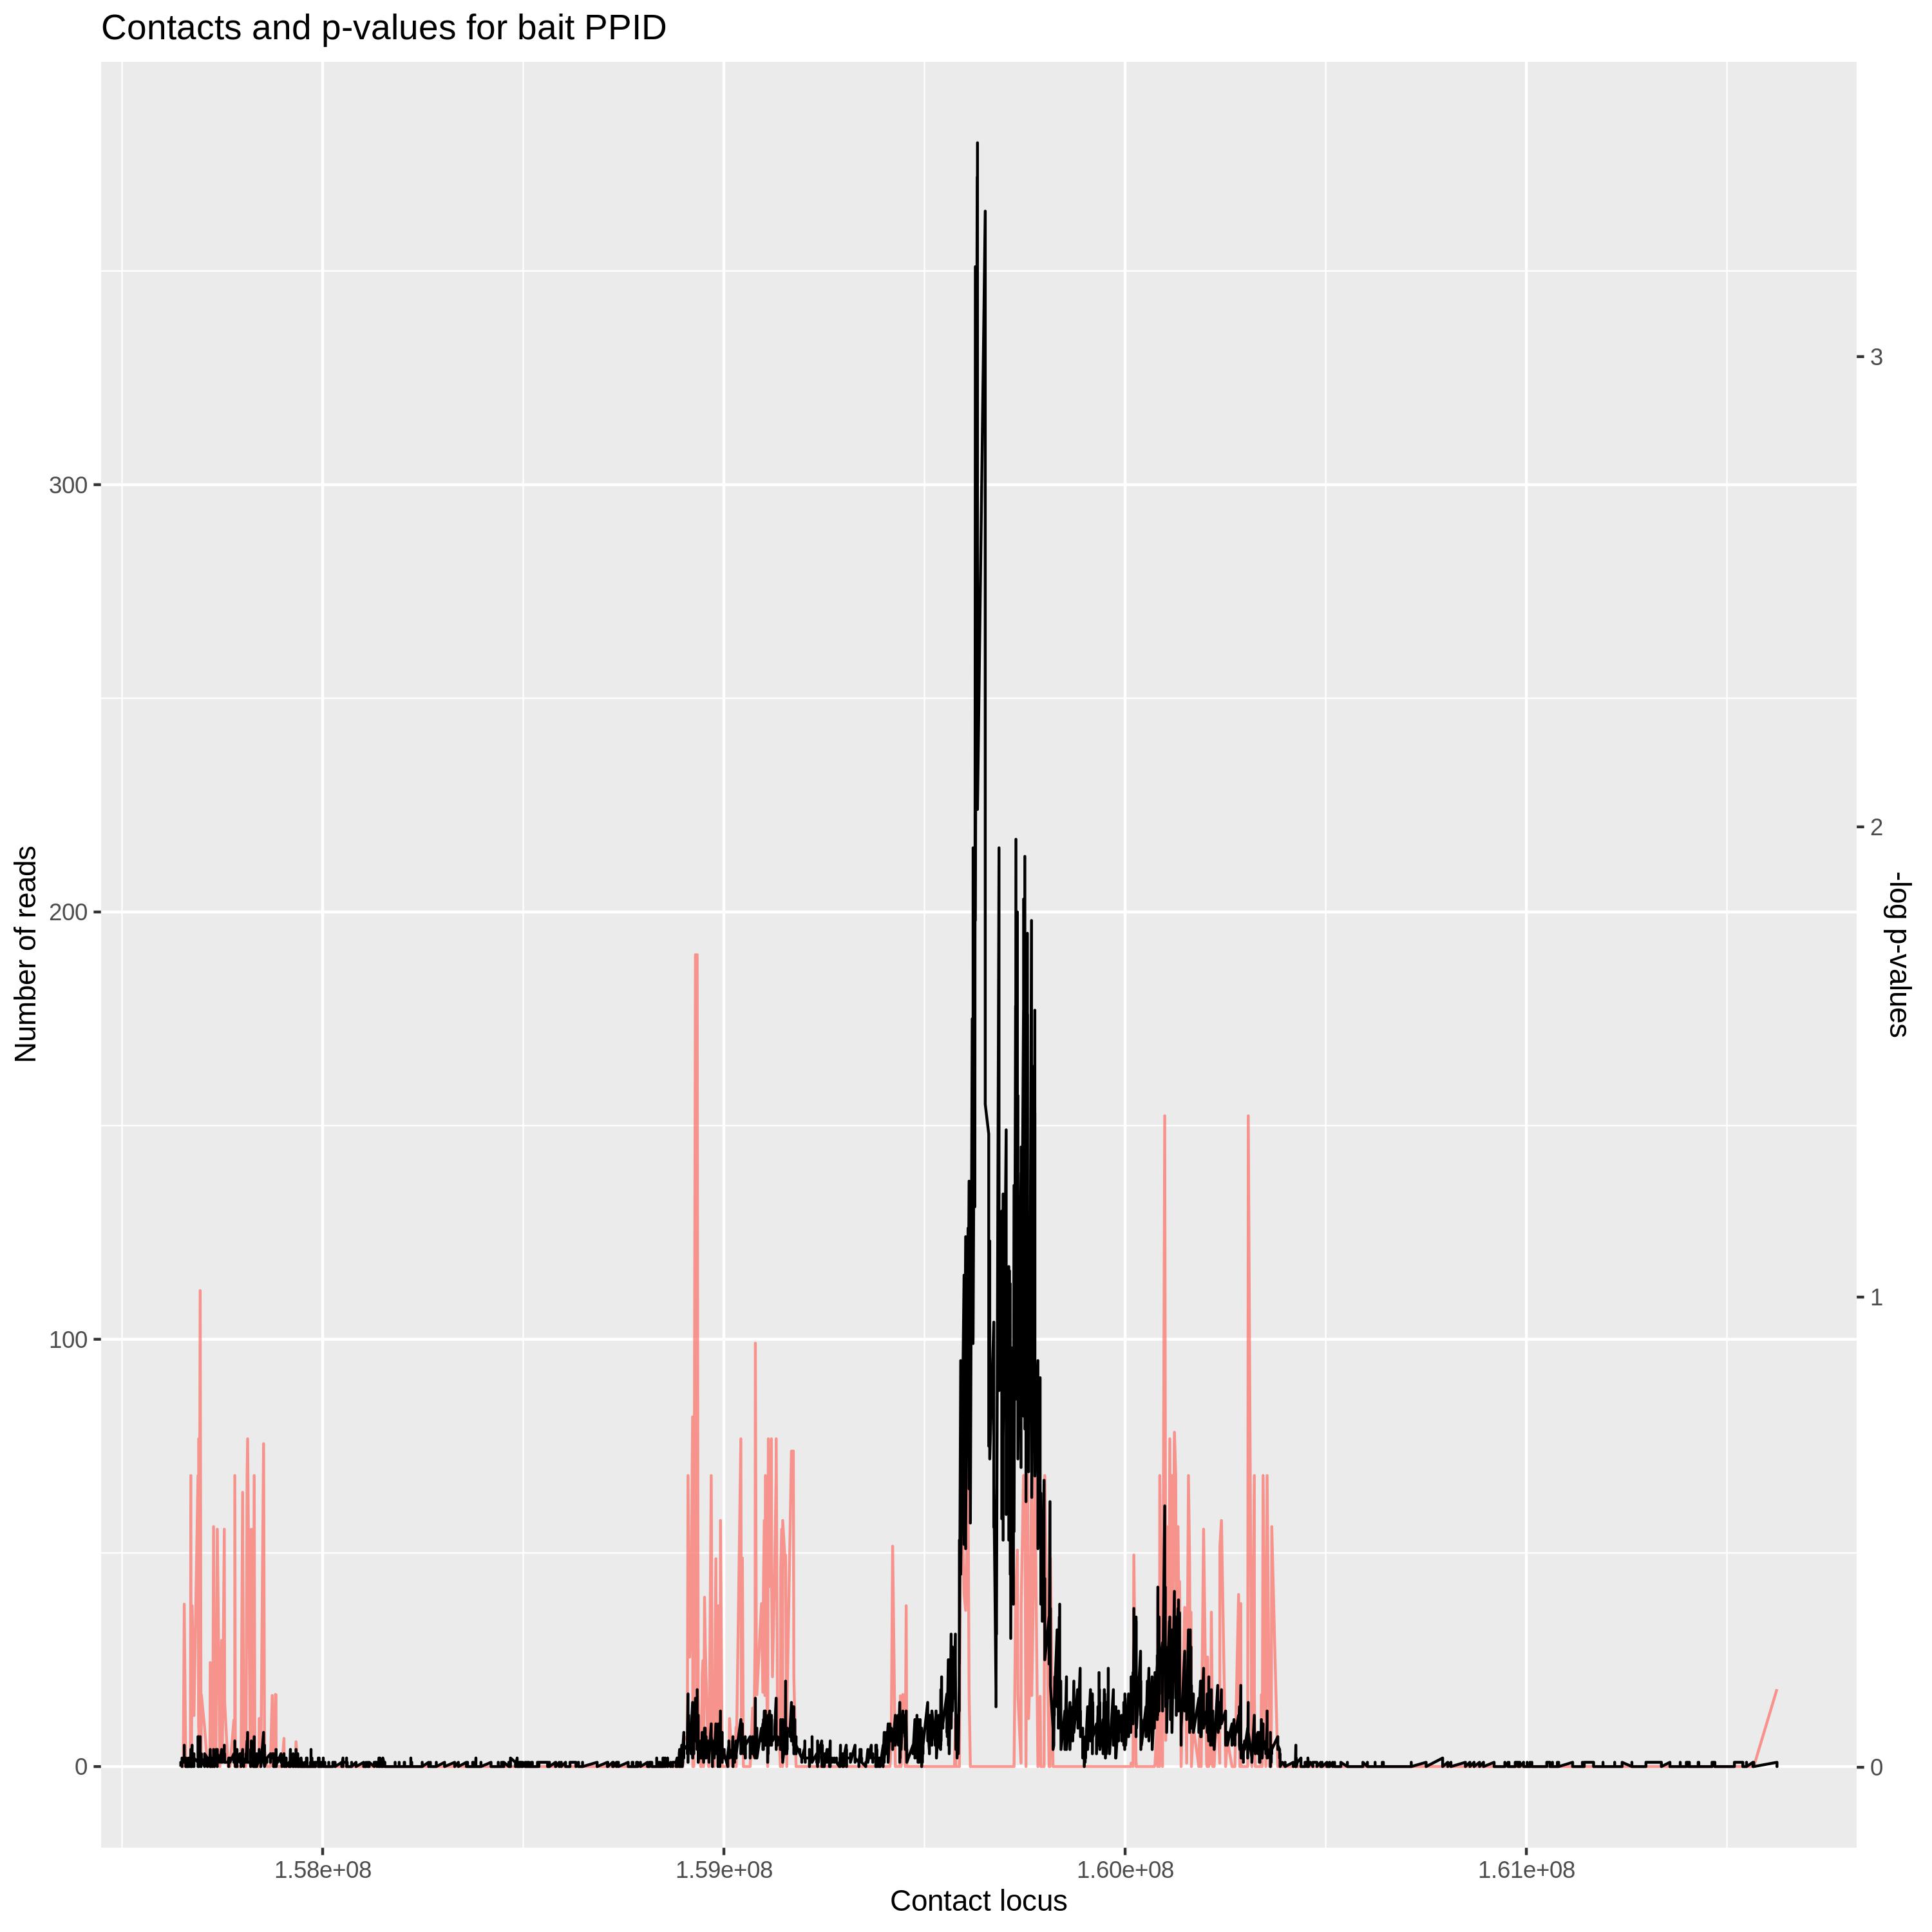 Contacts and p-values for bait PPID
Number of reads
300
200
100
0
3
2
1
0
-log p-values
1.58e+08
1.59e+08
1.60e+08
1.61e+08
Contact locus